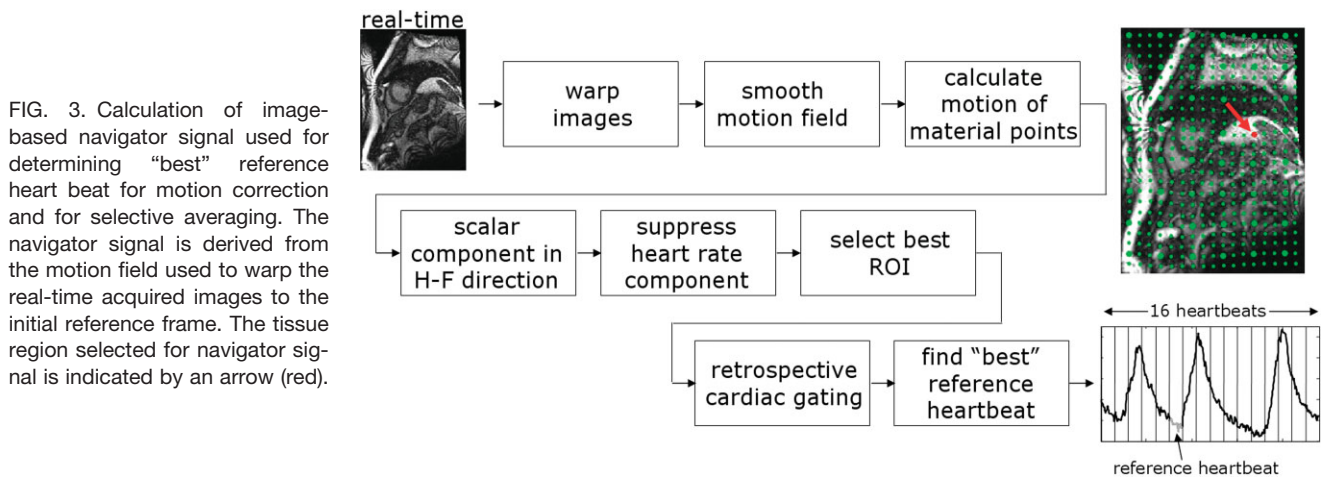 FIG. 3. Calculation of image-
based navigator signal used for
determining “best” reference
heart beat for motion correction
and for selective averaging. The
navigator signal is derived from
the motion field used to warp the
real-time acquired images to the
initial reference frame. The tissue
region selected for navigator sig-
nal is indicated by an arrow (red).
real-time
warp
images
smooth
motion field
calculate
motion of
material points
scalar
component in
H-F direction
suppress
heart rate
component
select best
ROI
retrospective
cardiac gating
find “best”
reference
heartbeat
16 heartbeats
reference heartbeat